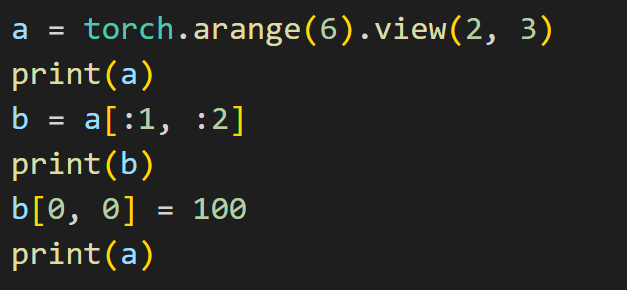 a = torch.arange(6).view(2, 3)
print(a)
b = a[:1, :2]
print(b)
b[0, 0] = 100
print(a)